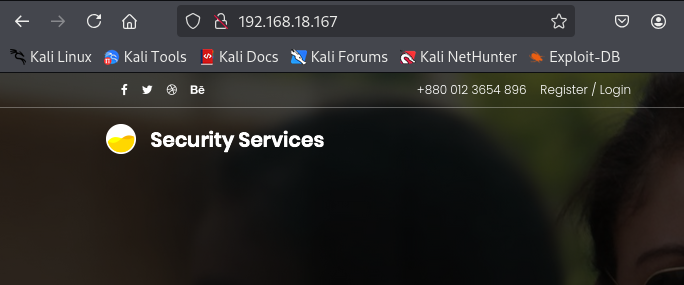 192.168.18.167
Kali Linux Kali Tools Kali Docs Kali Forums Kali NetHunter Exploit-DB
Bē +880 012 3654 896 Register / Login
Security Services